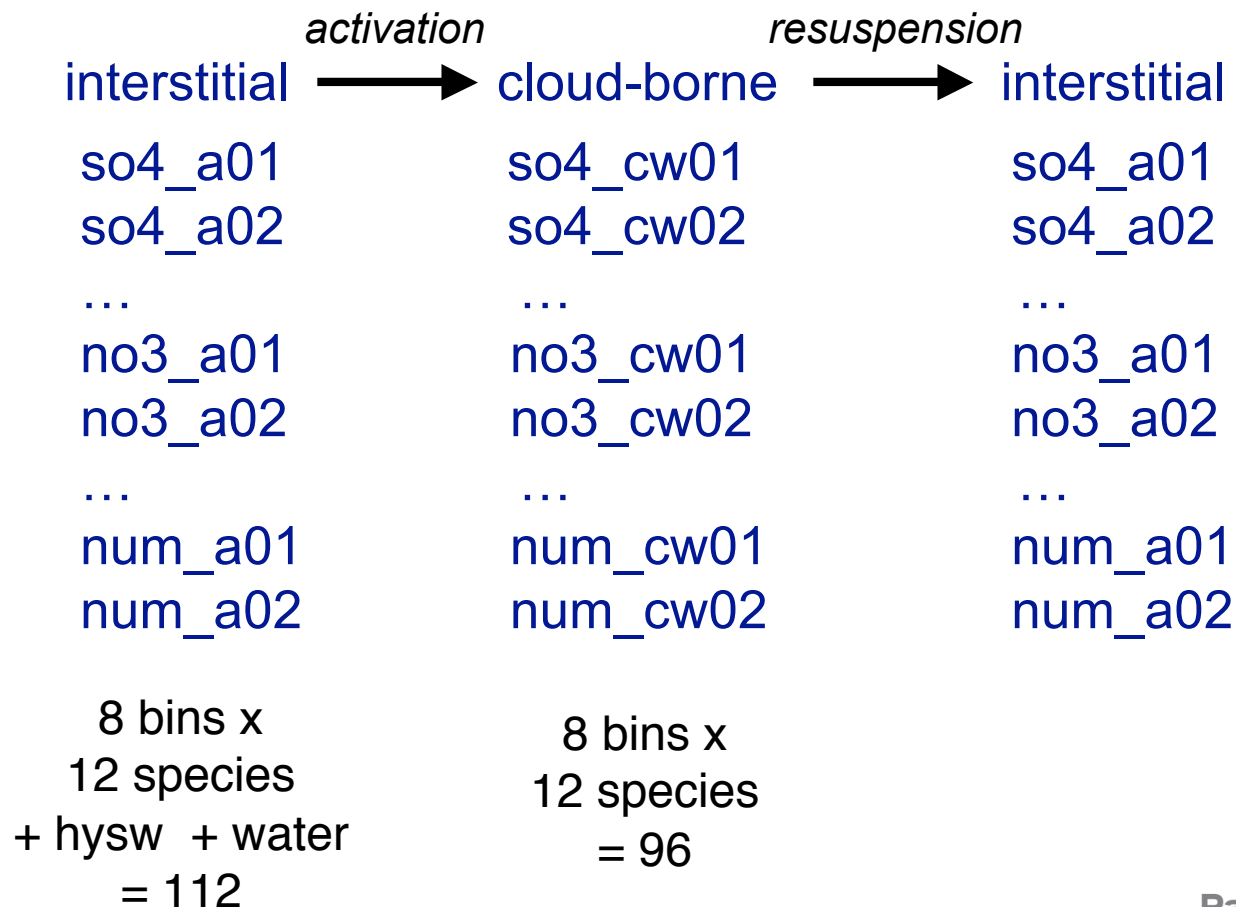 activation resuspension
interstitial cloud-borne interstitial
so4_a01 so4_cw01 so4_a01
so4_a02 so4_cw02 so4_a02
… … …
no3_a01 no3_cw01 no3_a01
no3_a02 no3_cw02 no3_a02
… … …
num_a01 num_cw01 num_a01
num_a02 num_cw02 num_a02
8 bins x
12 species
+ hysw + water
= 112
8 bins x
12 species
= 96